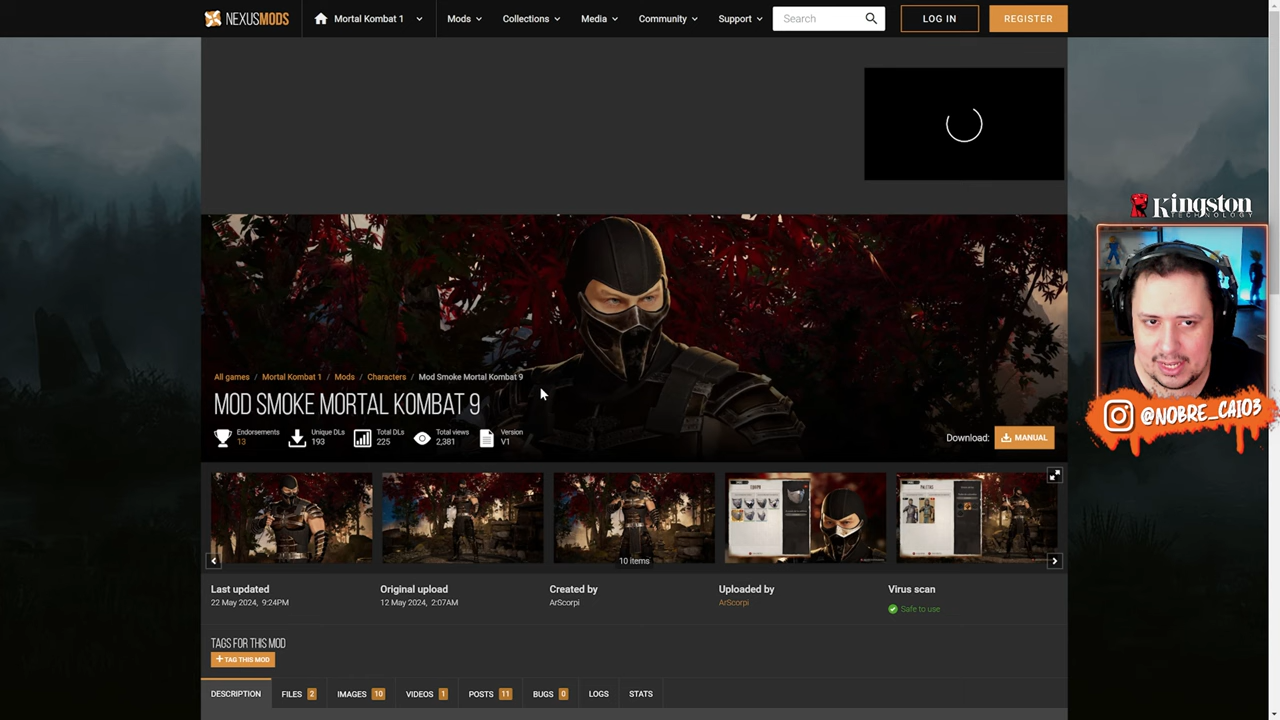 NEXUSMODS
Mortal Kombat 1
Mods
Collections
Media
Community
Support
Search
LOG IN
REGISTER
Kingston
TECHNOLOGY
@NOBRE_CAIO3
All games / Mortal Kombat 1 / Mods / Characters / Mod Smoke Mortal Kombat 9
MOD SMOKE MORTAL KOMBAT 9
Endorsements
13
Unique DLs
193
Total DLs
225
Total views
2,381
Version
V1
Download:
MANUAL
10 items
Last updated
22 May 2024, 9:24PM
Original upload
12 May 2024, 2:07AM
Created by
ArScorpi
Uploaded by
ArScorpi
Virus scan
Safe to use
TAGS FOR THIS MOD
+ TAG THIS MOD
DESCRIPTION
FILES 2
IMAGES 10
VIDEOS 1
POSTS 11
BUGS 0
LOGS
STATS